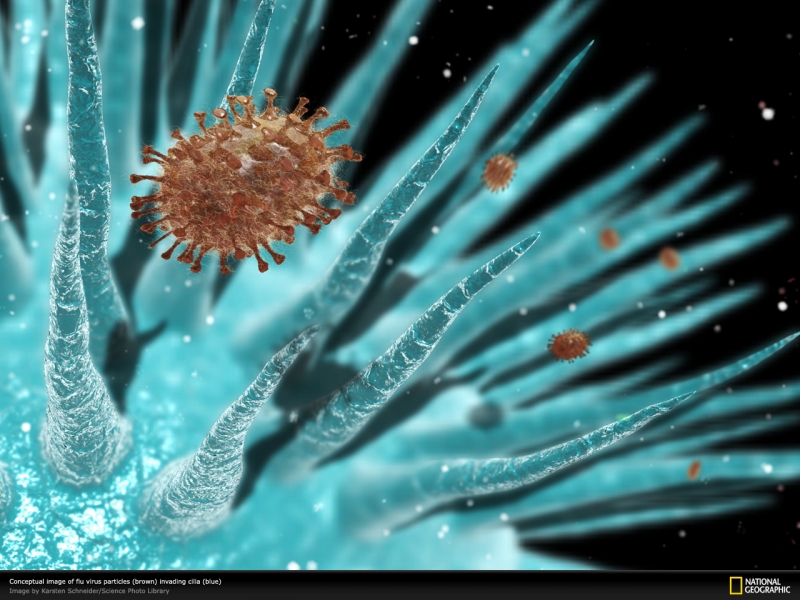 Conceptual image of flu virus particles (brown) invading cilia (blue)
Image by Karsten Schneider/Science Photo Library
NATIONAL
GEOGRAPHIC